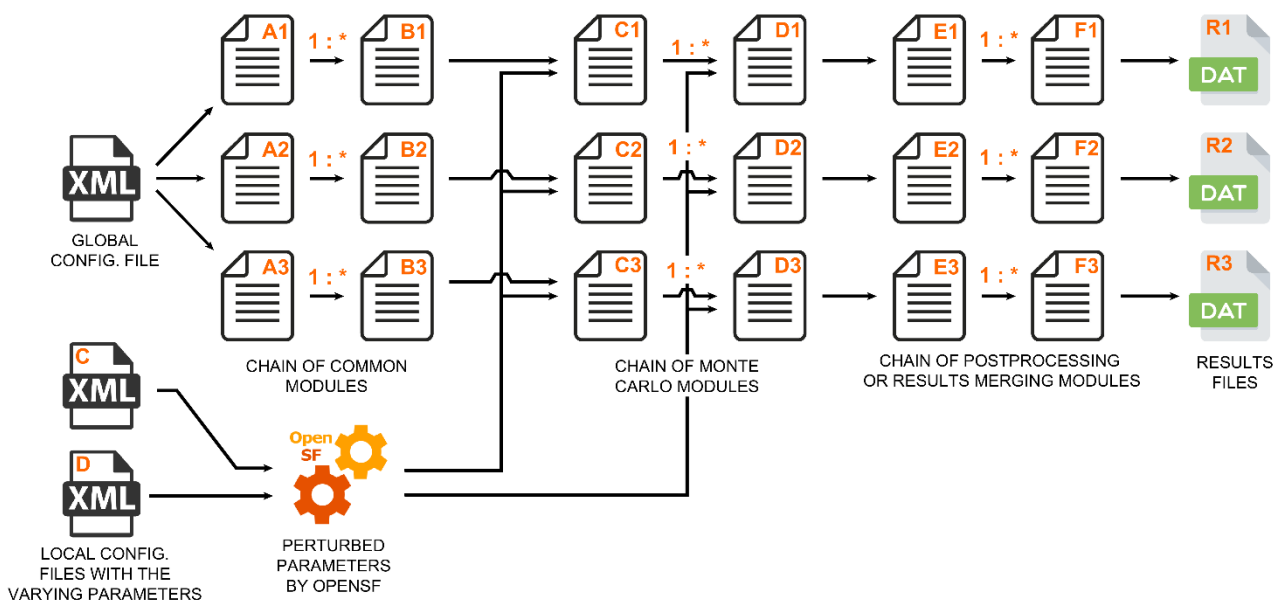 A1
1 : *
B1
C1
1 : *
D1
E1
1 : *
F1
R1
DAT
XML
GLOBAL
CONFIG. FILE
A2
1 : *
B2
C2
1 : *
D2
E2
1 : *
F2
R2
DAT
A3
1 : *
B3
C3
1 : *
D3
E3
1 : *
F3
R3
DAT
CHAIN OF COMMON
MODULES
CHAIN OF MONTE
CARLO MODULES
CHAIN OF POSTPROCESSING
OR RESULTS MERGING MODULES
RESULTS
FILES
C
XML
D
XML
LOCAL CONFIG.
FILES WITH THE
VARYING PARAMETERS
Open
SF
PERTURBED
PARAMETERS
BY OPENSF